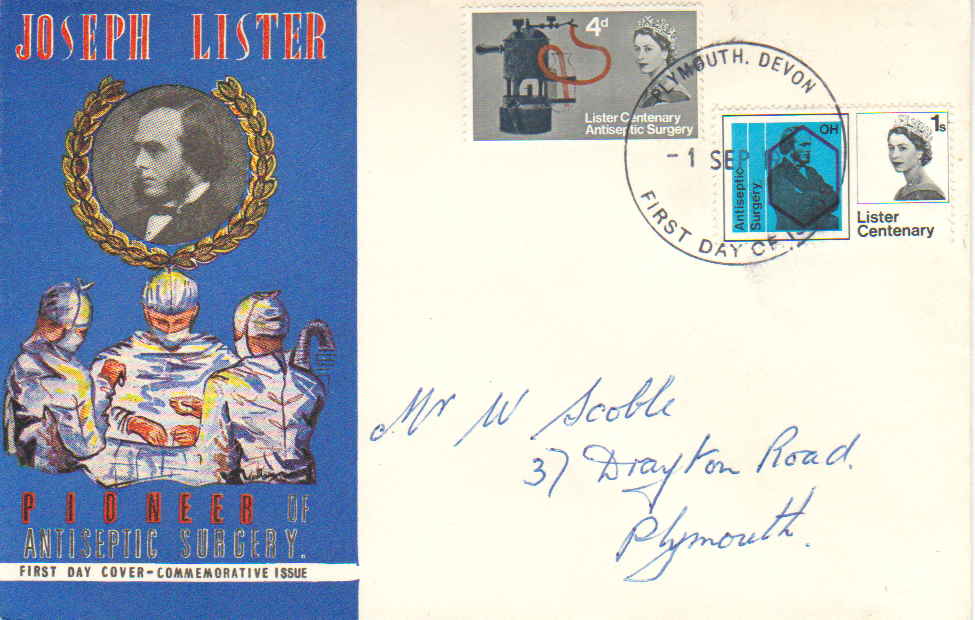 JOSEPH LISTER
PIONEER OF
ANTISEPTIC SURGERY.
FIRST DAY COVER-COMMEMORATIVE ISSUE
4d
Lister Centenary
Antiseptic Surgery
PLYMOUTH. DEVON
-1 SEP
FIRST DAY OF
OH
Antiseptic
Surgery
1s
Lister
Centenary
Mr W Scoble
37 Drayton Road.
Plymouth.